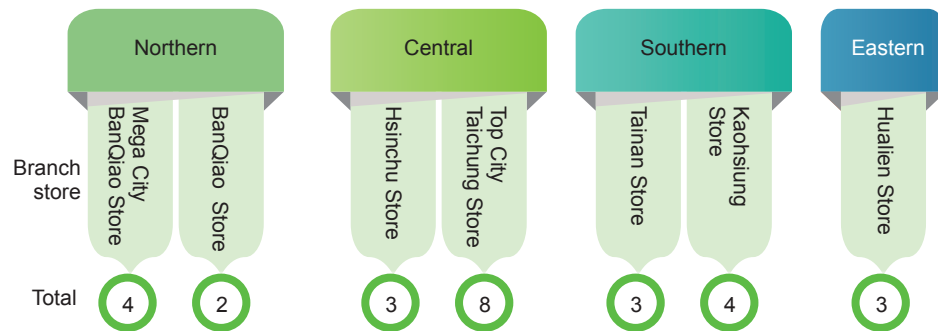 Northern
Central
Southern
Eastern
Branch
store
Mega City
BanQiao Store
BanQiao Store
Hsinchu Store
Top City
Taichung Store
Tainan Store
Kaohsiung
Store
Hualien Store
Total
4
2
3
8
3
4
3